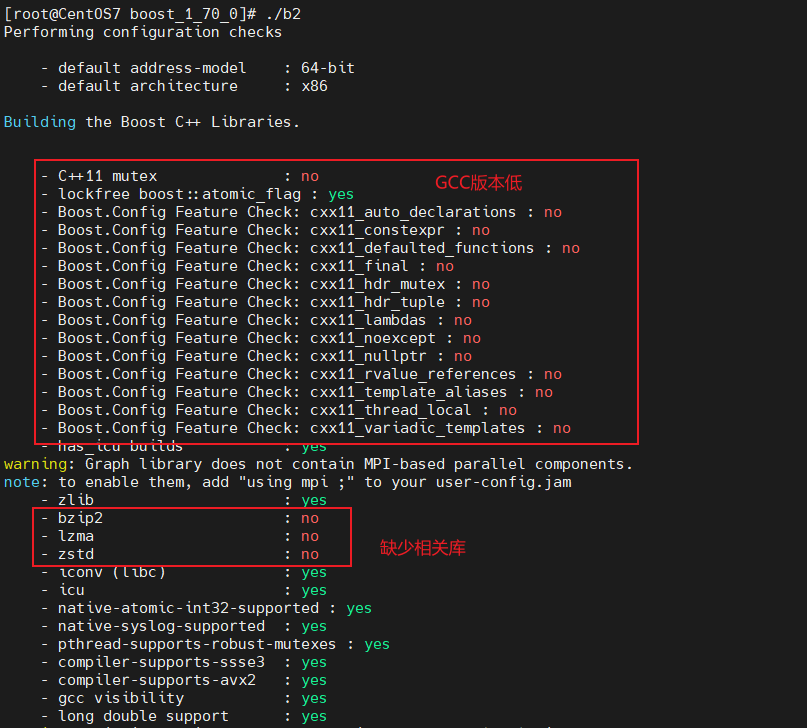 [root@CentOS7 boost_1_70_0]# ./b2
Performing configuration checks
- default address-model : 64-bit
- default architecture : x86
Building the Boost C++ Libraries.
- C++11 mutex : no
GCC版本低
- lockfree boost::atomic_flag : yes
- Boost.Config Feature Check: cxx11_auto_declarations : no
- Boost.Config Feature Check: cxx11_constexpr : no
- Boost.Config Feature Check: cxx11_defaulted_functions : no
- Boost.Config Feature Check: cxx11_final : no
- Boost.Config Feature Check: cxx11_hdr_mutex : no
- Boost.Config Feature Check: cxx11_hdr_tuple : no
- Boost.Config Feature Check: cxx11_lambdas : no
- Boost.Config Feature Check: cxx11_noexcept : no
- Boost.Config Feature Check: cxx11_nullptr : no
- Boost.Config Feature Check: cxx11_rvalue_references : no
- Boost.Config Feature Check: cxx11_template_aliases : no
- Boost.Config Feature Check: cxx11_thread_local : no
- Boost.Config Feature Check: cxx11_variadic_templates : no
- has_icu builds : yes
warning: Graph library does not contain MPI-based parallel components.
note: to enable them, add "using mpi ;" to your user-config.jam
- zlib : yes
- bzip2 : no
- lzma : no
- zstd : no
缺少相关库
- iconv (libc) : yes
- icu : yes
- native-atomic-int32-supported : yes
- native-syslog-supported : yes
- pthread-supports-robust-mutexes : yes
- compiler-supports-ssse3 : yes
- compiler-supports-avx2 : yes
- gcc visibility : yes
- long double support : yes